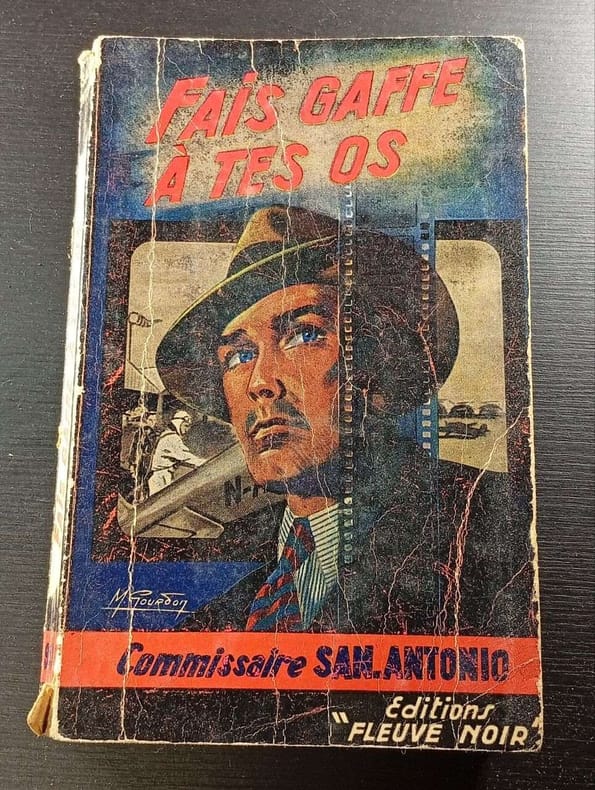 FAiS GAFFE
À TES OS
N-
M. GOURDON
Commissaire SAN.ANTONIO
Editions
"FLEUVE NOIR"